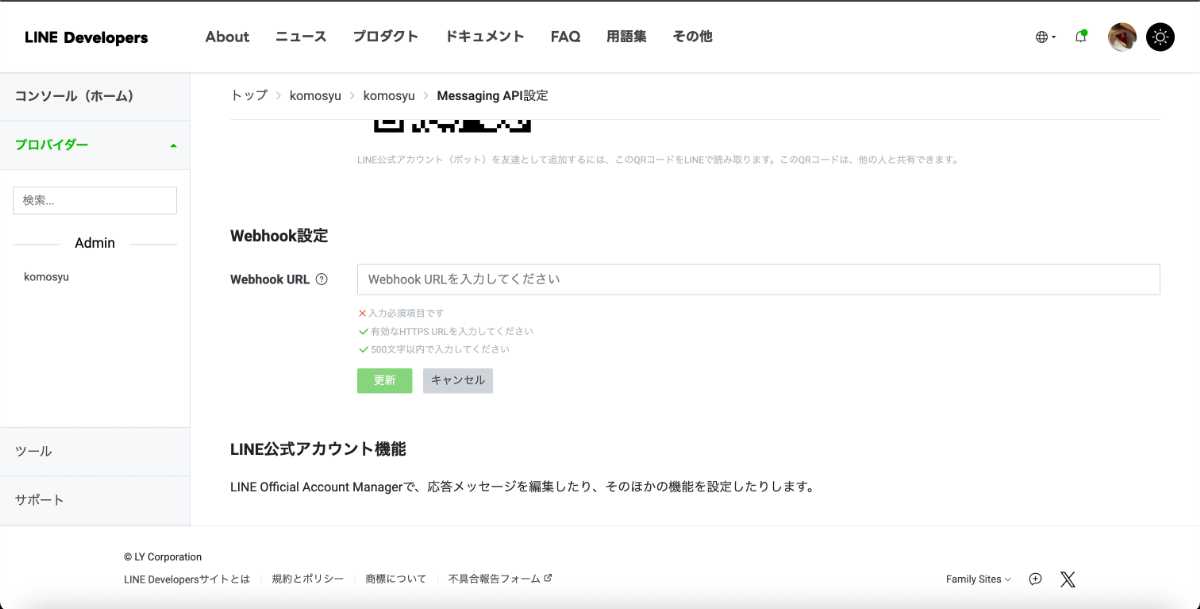 LINE Developers
About ニュース プロダクト ドキュメント FAQ 用語集 その他
コンソール（ホーム）
プロバイダー
検索...
Admin
komosyu
ツール
サポート
トップ > komosyu > komosyu > Messaging API設定
LINE公式アカウント（ボット）を友達として追加するには、このQRコードをLINEで読み取ります。このQRコードは、他の人と共有できます。
Webhook設定
Webhook URL
Webhook URLを入力してください
入力必須項目です
有効なHTTPS URLを入力してください
500文字以内で入力してください
更新 キャンセル
LINE公式アカウント機能
LINE Official Account Managerで、応答メッセージを編集したり、そのほかの機能を設定したりします。
© LY Corporation
LINE Developersサイトとは 規約とポリシー 商標について 不具合報告フォーム
Family Sites